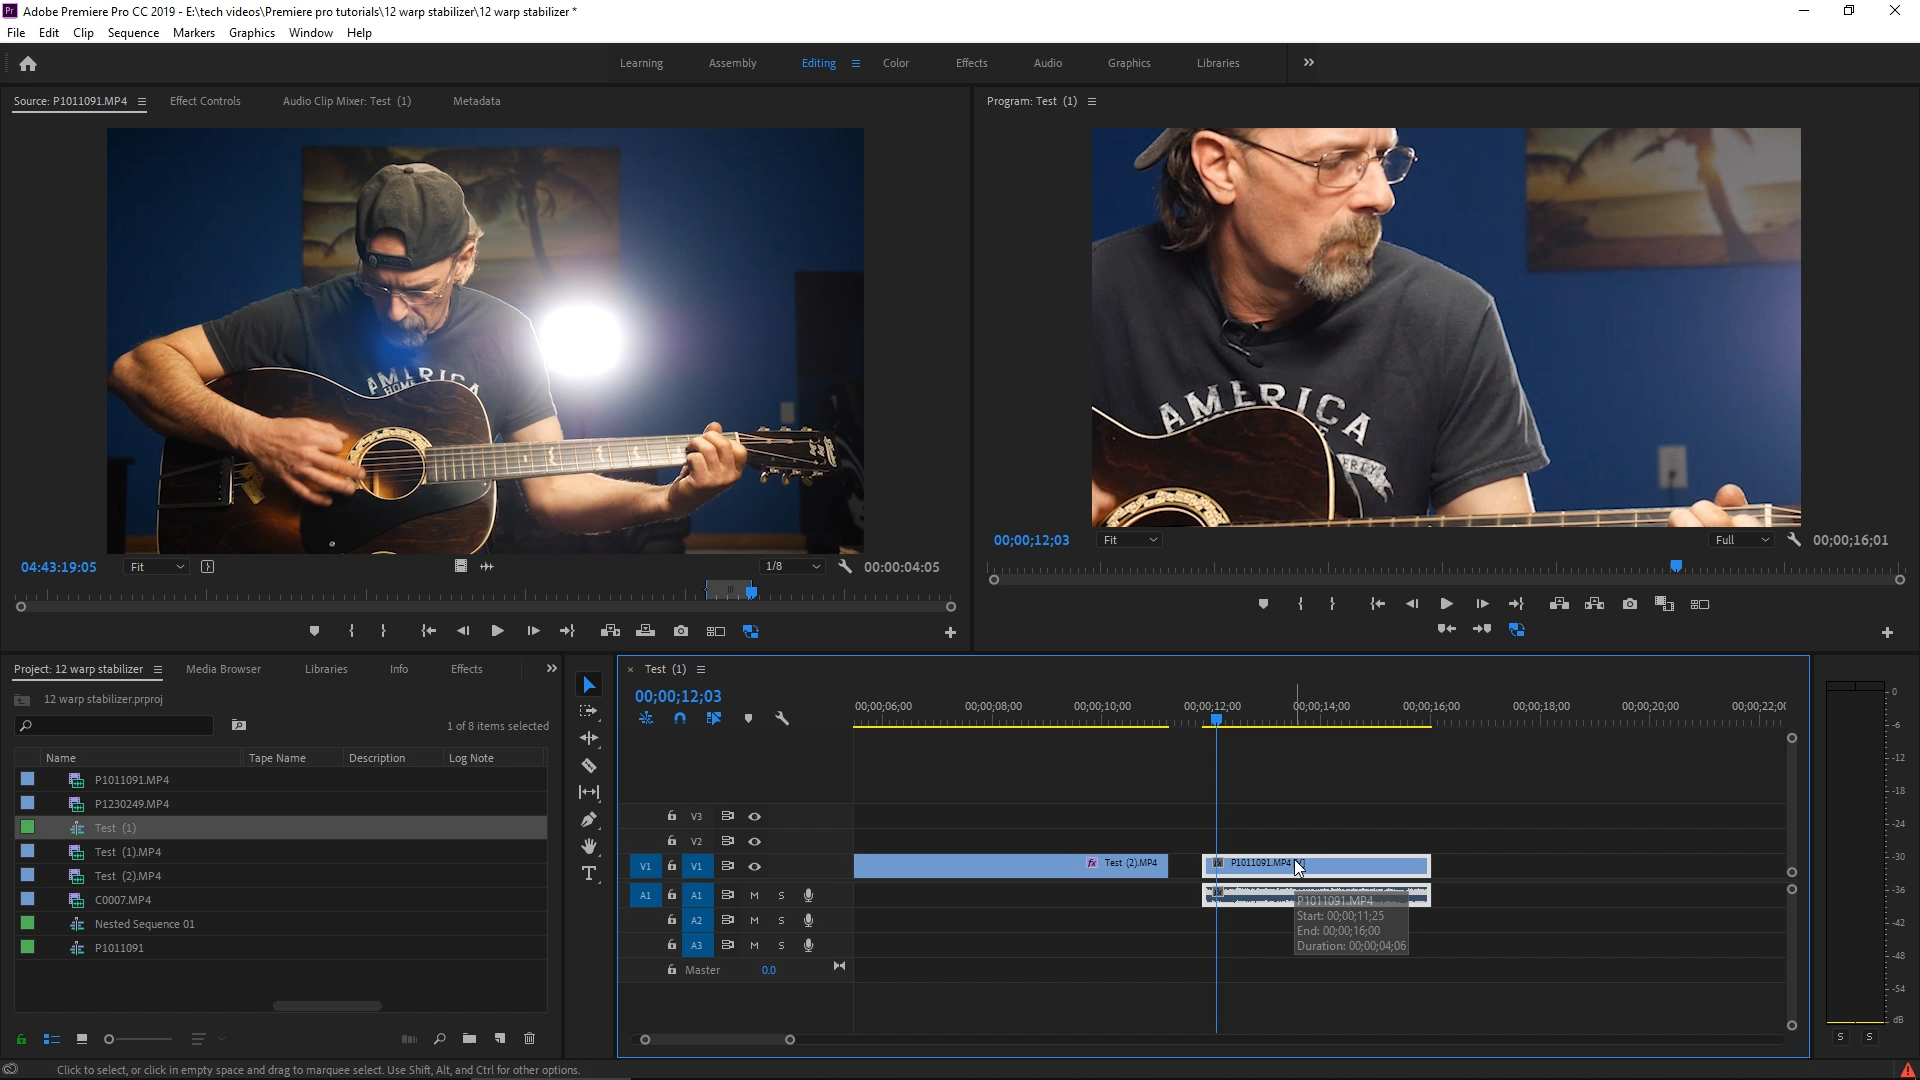 Pr Adobe Premiere Pro CC 2019 - E:\tech videos\Premiere pro tutorials\12 warp stabilizer\12 warp stabilizer *
File Edit Clip Sequence Markers Graphics Window Help
Learning Assembly Editing Color Effects Audio Graphics Libraries
Source: P1011091.MP4 Effect Controls Audio Clip Mixer: Test (1) Metadata
Program: Test (1)
AMERICA
HOME
AMERICA
04:43:19:05 Fit 1/8 00:00:04:05
00;00;12;03 Fit Full 00;00;16;01
Project: 12 warp stabilizer Media Browser Libraries Info Effects
12 warp stabilizer.prproj
1 of 8 items selected
Name Tape Name Description Log Note
P1011091.MP4
P1230249.MP4
Test (1)
Test (1).MP4
Test (2).MP4
C0007.MP4
Nested Sequence 01
P1011091
× Test (1)
00;00;12;03
00;00;06;00 00;00;08;00 00;00;10;00 00;00;12;00 00;00;14;00 00;00;16;00 00;00;18;00 00;00;20;00 00;00;22;00
V3
V2
V1 V1 fx Test (2).MP4 fx P1011091.MP4
A1 A1 M S
A2 M S
A3 M S
Master 0.0
P1011091.MP4
Start: 00;00;11;25
End: 00;00;16;00
Duration: 00;00;04;06
0
-6
-12
-18
-24
-30
-36
-42
-48
-54
dB
S S
Click to select, or click in empty space and drag to marquee select. Use Shift, Alt, and Ctrl for other options.